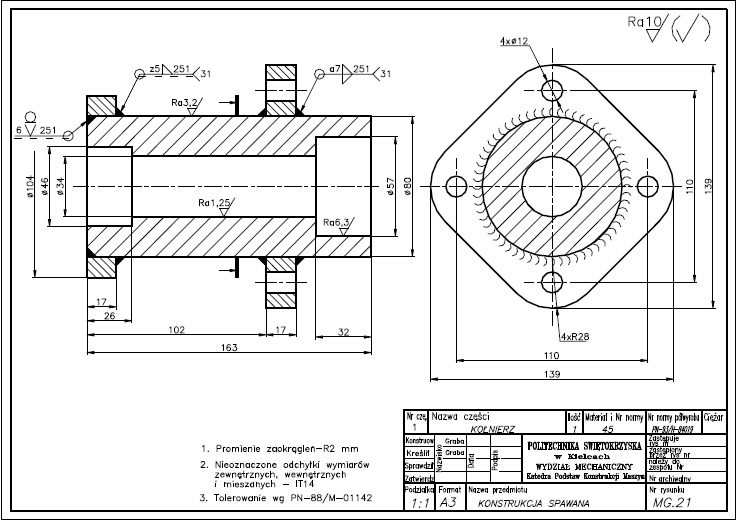 Ra10
4xø12
z5 251 31
a7 251 31
Ra3,2
6 251
ø104
ø46
ø34
Ra1,25
Ra6,3
ø57
ø80
110
139
17
26
102
17
32
163
4xR28
110
139
1. Promienie zaokrągleń-R2 mm
2. Nieoznaczone odchyłki wymiarów
zewnętrznych, wewnętrznych
i mieszanych - IT14
3. Tolerowanie wg PN-88/M-01142
Nr częś. Nazwa części Ilość Materiał i Nr normy Nr normy półwyrobu Ciężar
1 KOŁNIERZ 1 45 PN-83/H-84019
Konstruow Graba
Kreślił Graba
Sprawdził
Zatwierdz
Nazwisko
Data
Podpis
POLITECHNIKA ŚWIĘTOKRZYSKA
w Kielcach
WYDZIAŁ MECHANICZNY
Katedra Podstaw Konstrukcji Maszyn
Zastępuje
rys nr
zastąpiony
przez rys nr
należy do
zespołu Nr
Nr archiwalny
Podziałka Format Nazwa przedmiotu Nr rysunku
1:1 A3 KONSTRUKCJA SPAWANA MG.21